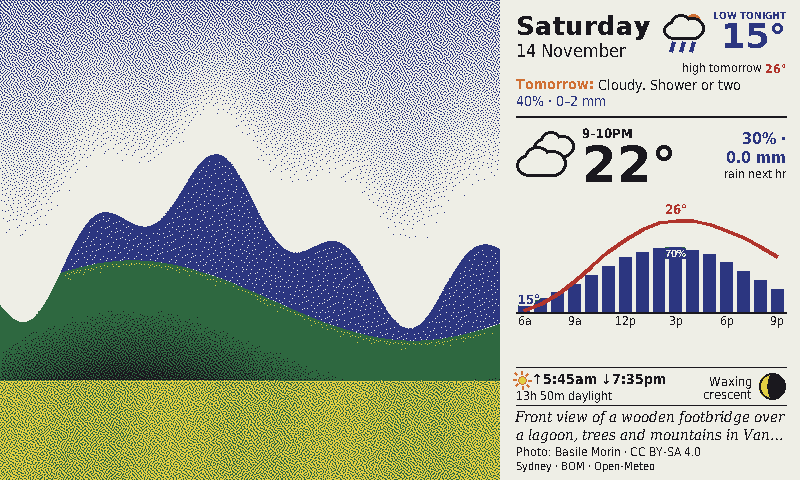 Saturday
14 November
LOW TONIGHT
15°
high tomorrow 26°
Tomorrow: Cloudy. Shower or two
40% · 0–2 mm
9-10PM
22°
30% ·
0.0 mm
rain next hr
26°
70%
15°
6a 9a 12p 3p 6p 9p
↑5:45am ↓7:35pm
13h 50m daylight
Waxing
crescent
Front view of a wooden footbridge over
a lagoon, trees and mountains in Van…
Photo: Basile Morin · CC BY-SA 4.0
Sydney · BOM · Open-Meteo